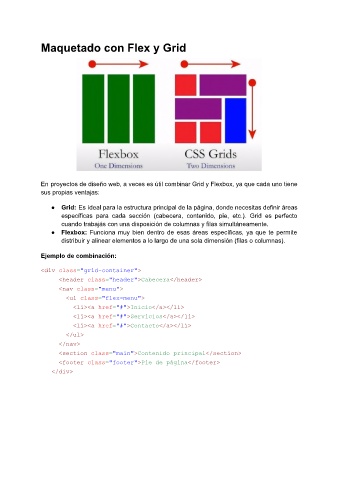 Maquetado con Flex y Grid
Flexbox
One Dimensions
CSS Grids
Two Dimensions
En proyectos de diseño web, a veces es útil combinar Grid y Flexbox, ya que cada uno tiene
sus propias ventajas:
● Grid: Es ideal para la estructura principal de la página, donde necesitas definir áreas
específicas para cada sección (cabecera, contenido, pie, etc.). Grid es perfecto
cuando trabajás con una disposición de columnas y filas simultáneamente.
● Flexbox: Funciona muy bien dentro de esas áreas específicas, ya que te permite
distribuir y alinear elementos a lo largo de una sola dimensión (filas o columnas).
Ejemplo de combinación:
<div class="grid-container">
<header class="header">Cabecera</header>
<nav class="menu">
<ul class="flex-menu">
<li><a href="#">Inicio</a></li>
<li><a href="#">Servicios</a></li>
<li><a href="#">Contacto</a></li>
</ul>
</nav>
<section class="main">Contenido principal</section>
<footer class="footer">Pie de página</footer>
</div>